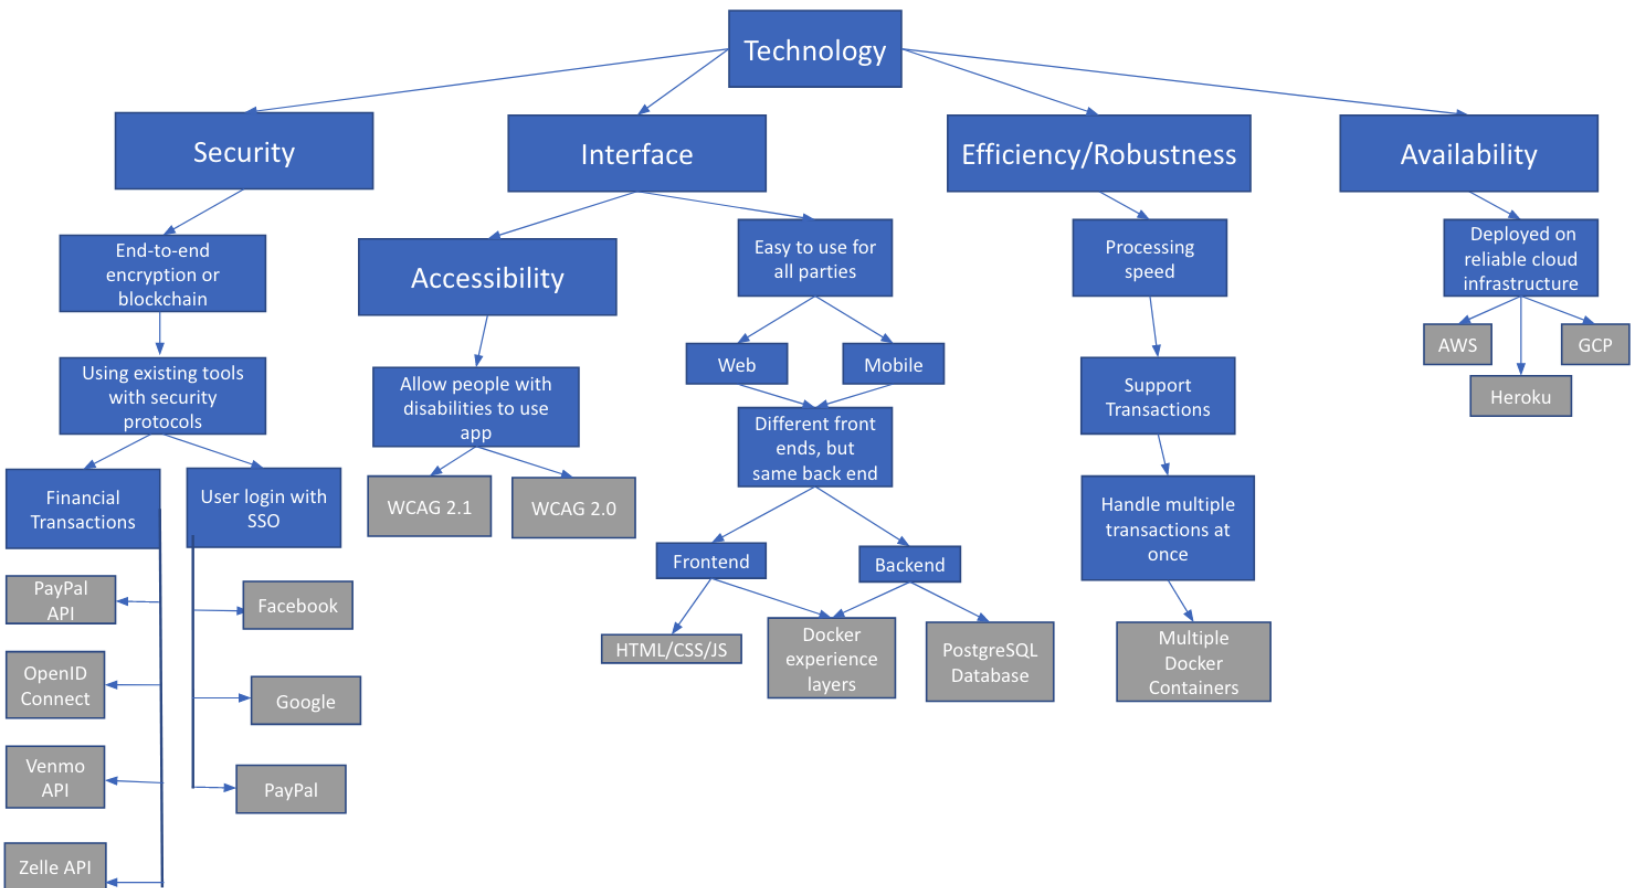 Technology
Security
Interface
Efficiency/Robustness
Availability
End-to-end
encryption or
blockchain
Accessibility
Easy to use for
all parties
Processing
speed
Deployed on
reliable cloud
infrastructure
Using existing tools
with security
protocols
Allow people with
disabilities to use
app
Web
Mobile
Support
Transactions
AWS
GCP
Heroku
Different front
ends, but
same back end
Financial
Transactions
User login with
SSO
WCAG 2.1
WCAG 2.0
Handle multiple
transactions at
once
Frontend
Backend
PayPal
API
Facebook
HTML/CSS/JS
Docker
experience
layers
PostgreSQL
Database
Multiple
Docker
Containers
OpenID
Connect
Google
Venmo
API
PayPal
Zelle API